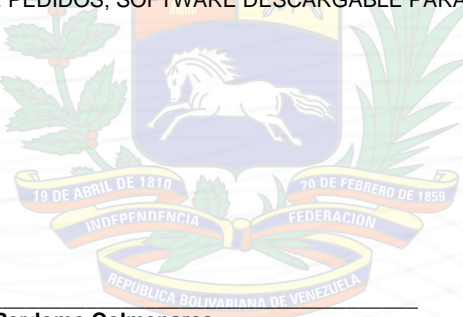 PEDIDOS, SOFTWARE DESCARGABLE PARA
19 DE ABRIL DE 1810
20 DE FEBRERO DE 1859
INDEPENDENCIA
FEDERACIÓN
REPUBLICA BOLIVARIANA DE VENEZUELA